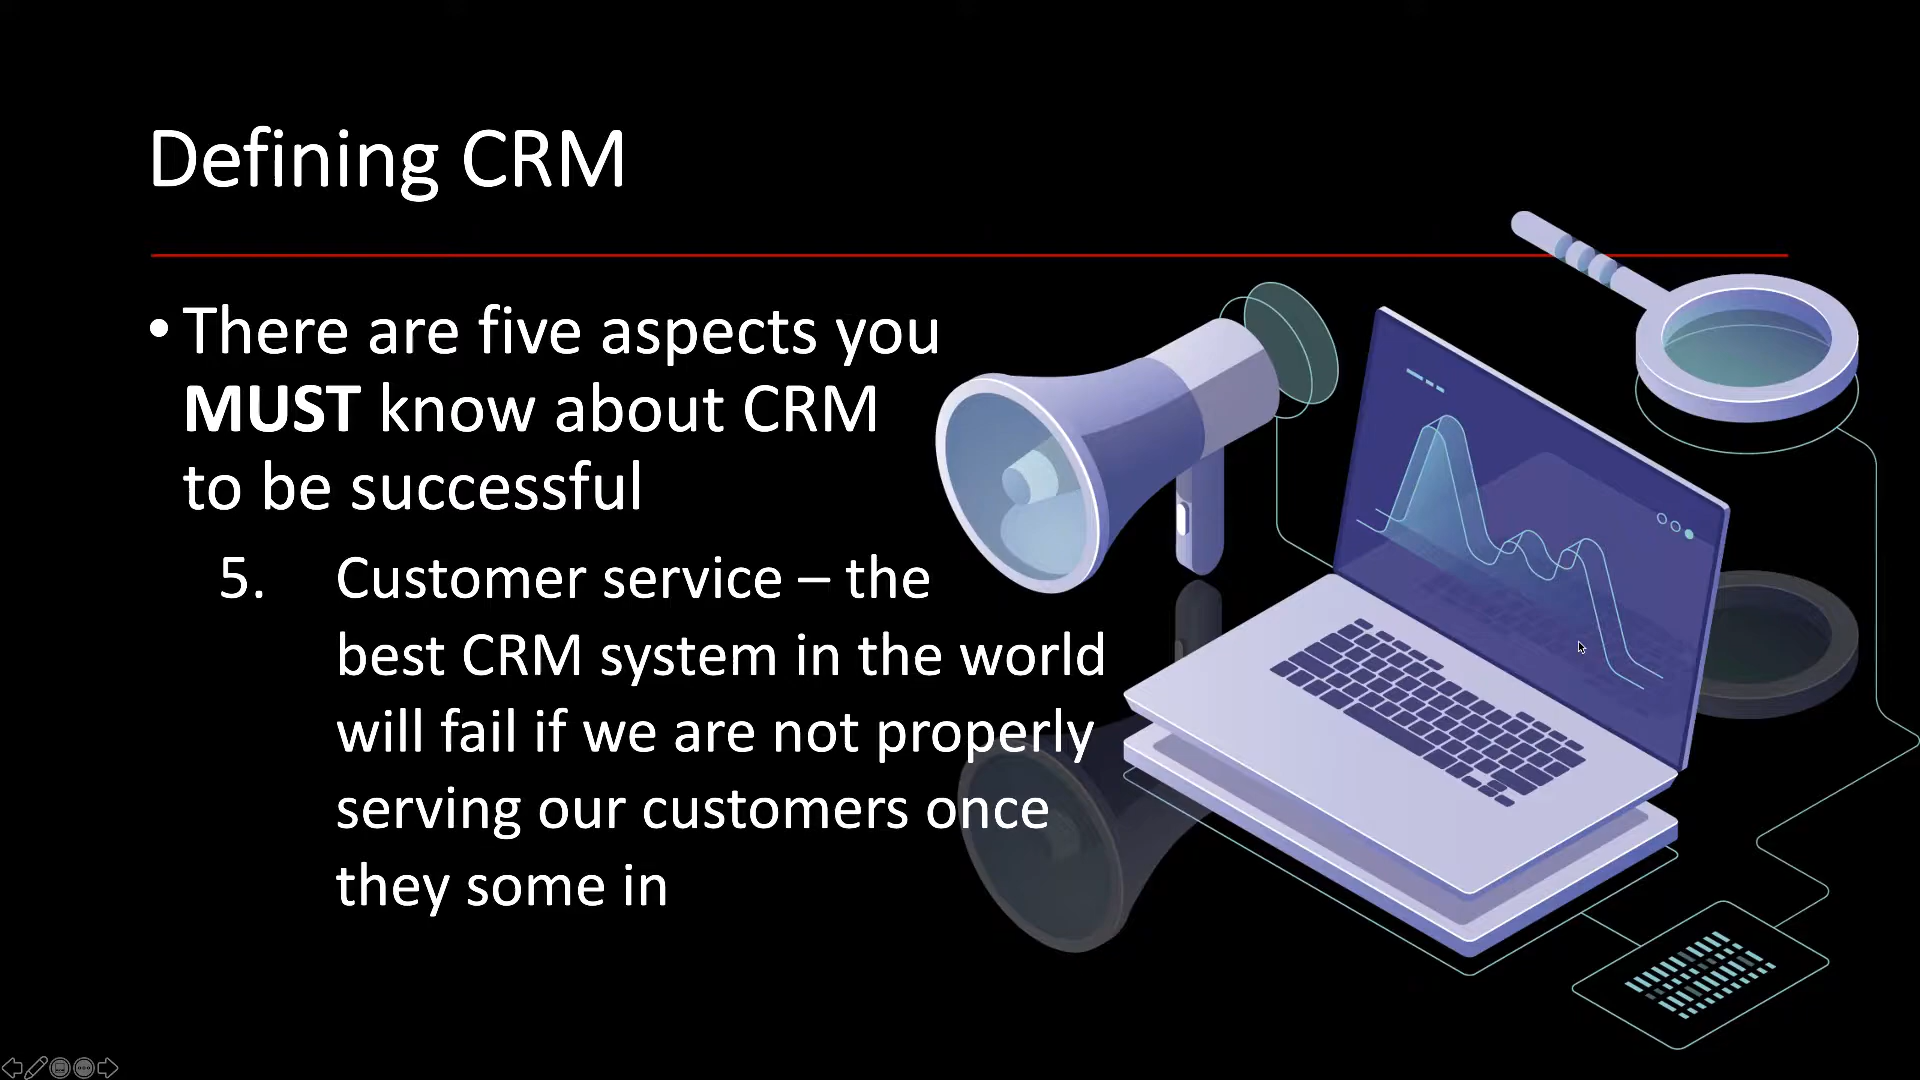 Defining CRM
• There are five aspects you
MUST know about CRM
to be successful
5. Customer service – the
best CRM system in the world
will fail if we are not properly
serving our customers once
they some in